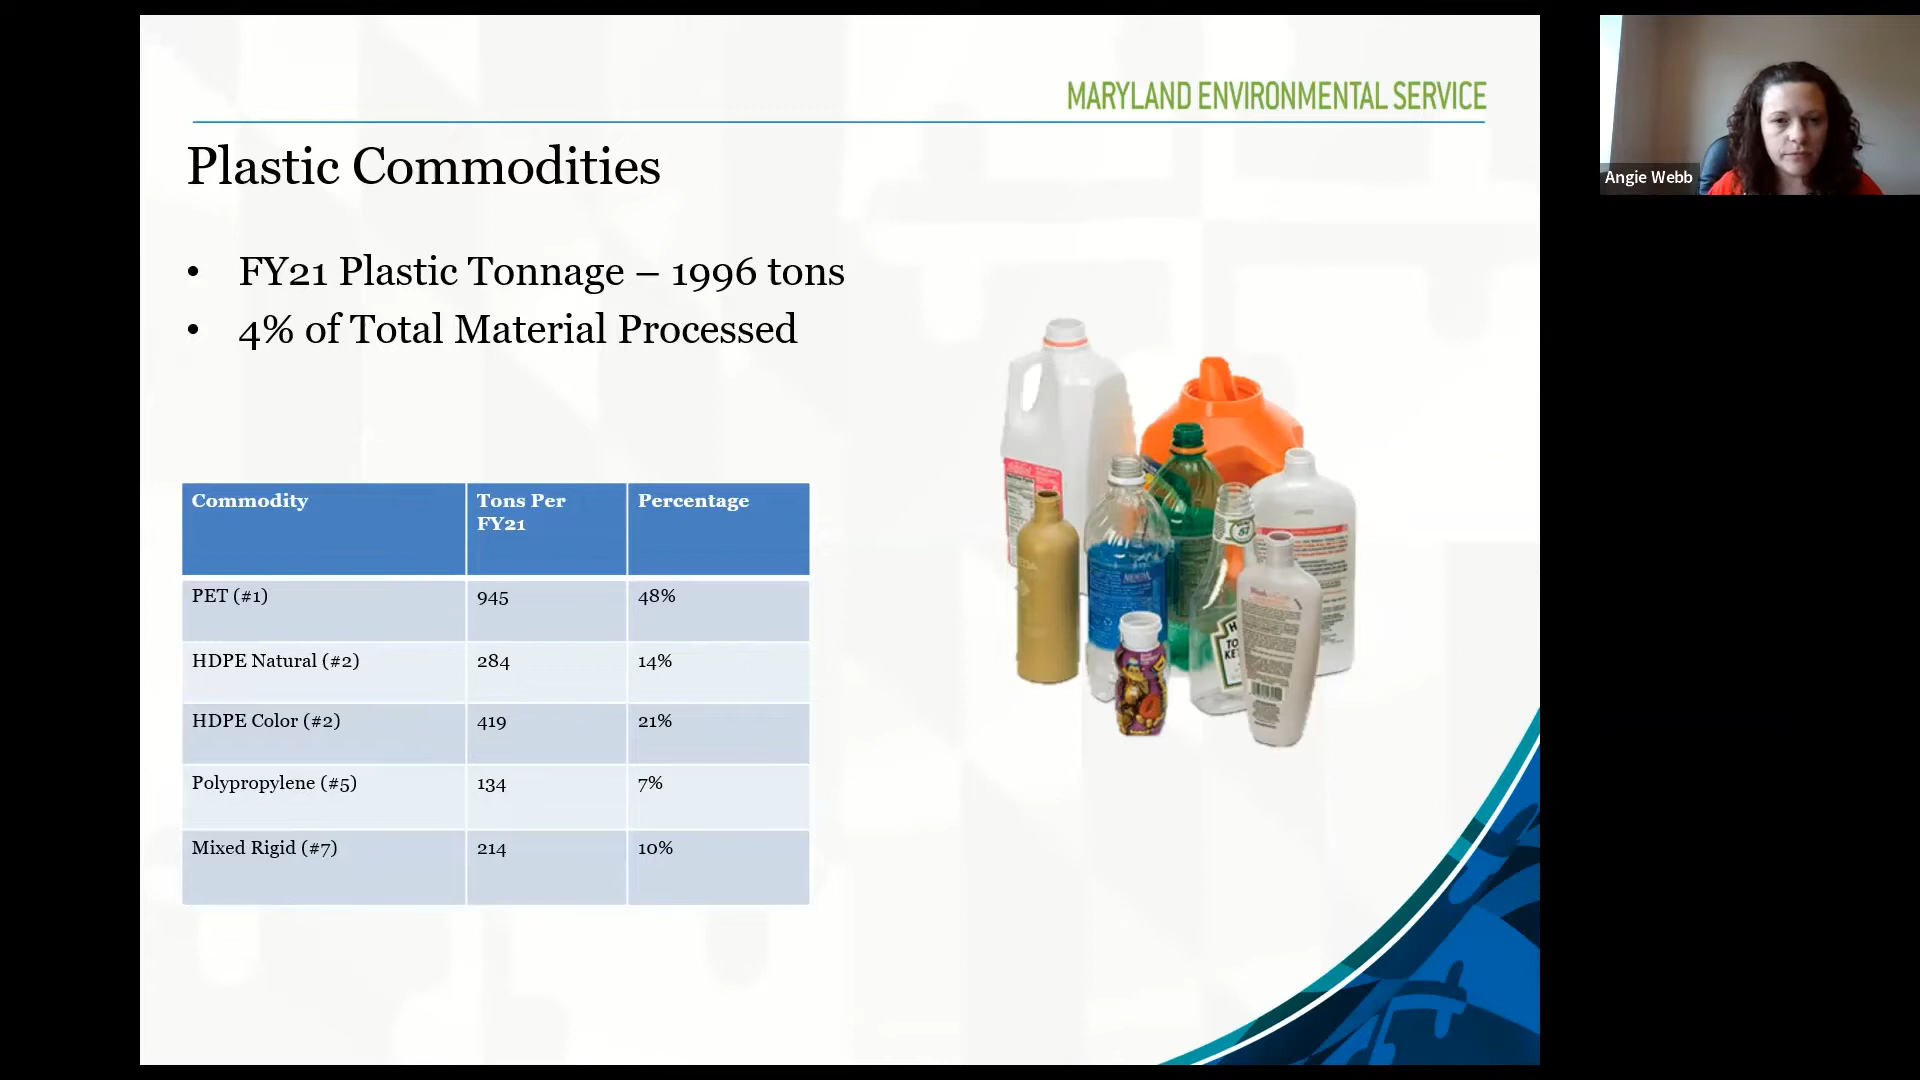 MARYLAND ENVIRONMENTAL SERVICE
Plastic Commodities
• FY21 Plastic Tonnage – 1996 tons
• 4% of Total Material Processed
Commodity Tons Per Percentage
FY21
PET (#1) 945 48%
HDPE Natural (#2) 284 14%
HDPE Color (#2) 419 21%
Polypropylene (#5) 134 7%
Mixed Rigid (#7) 214 10%
57
Angie Webb